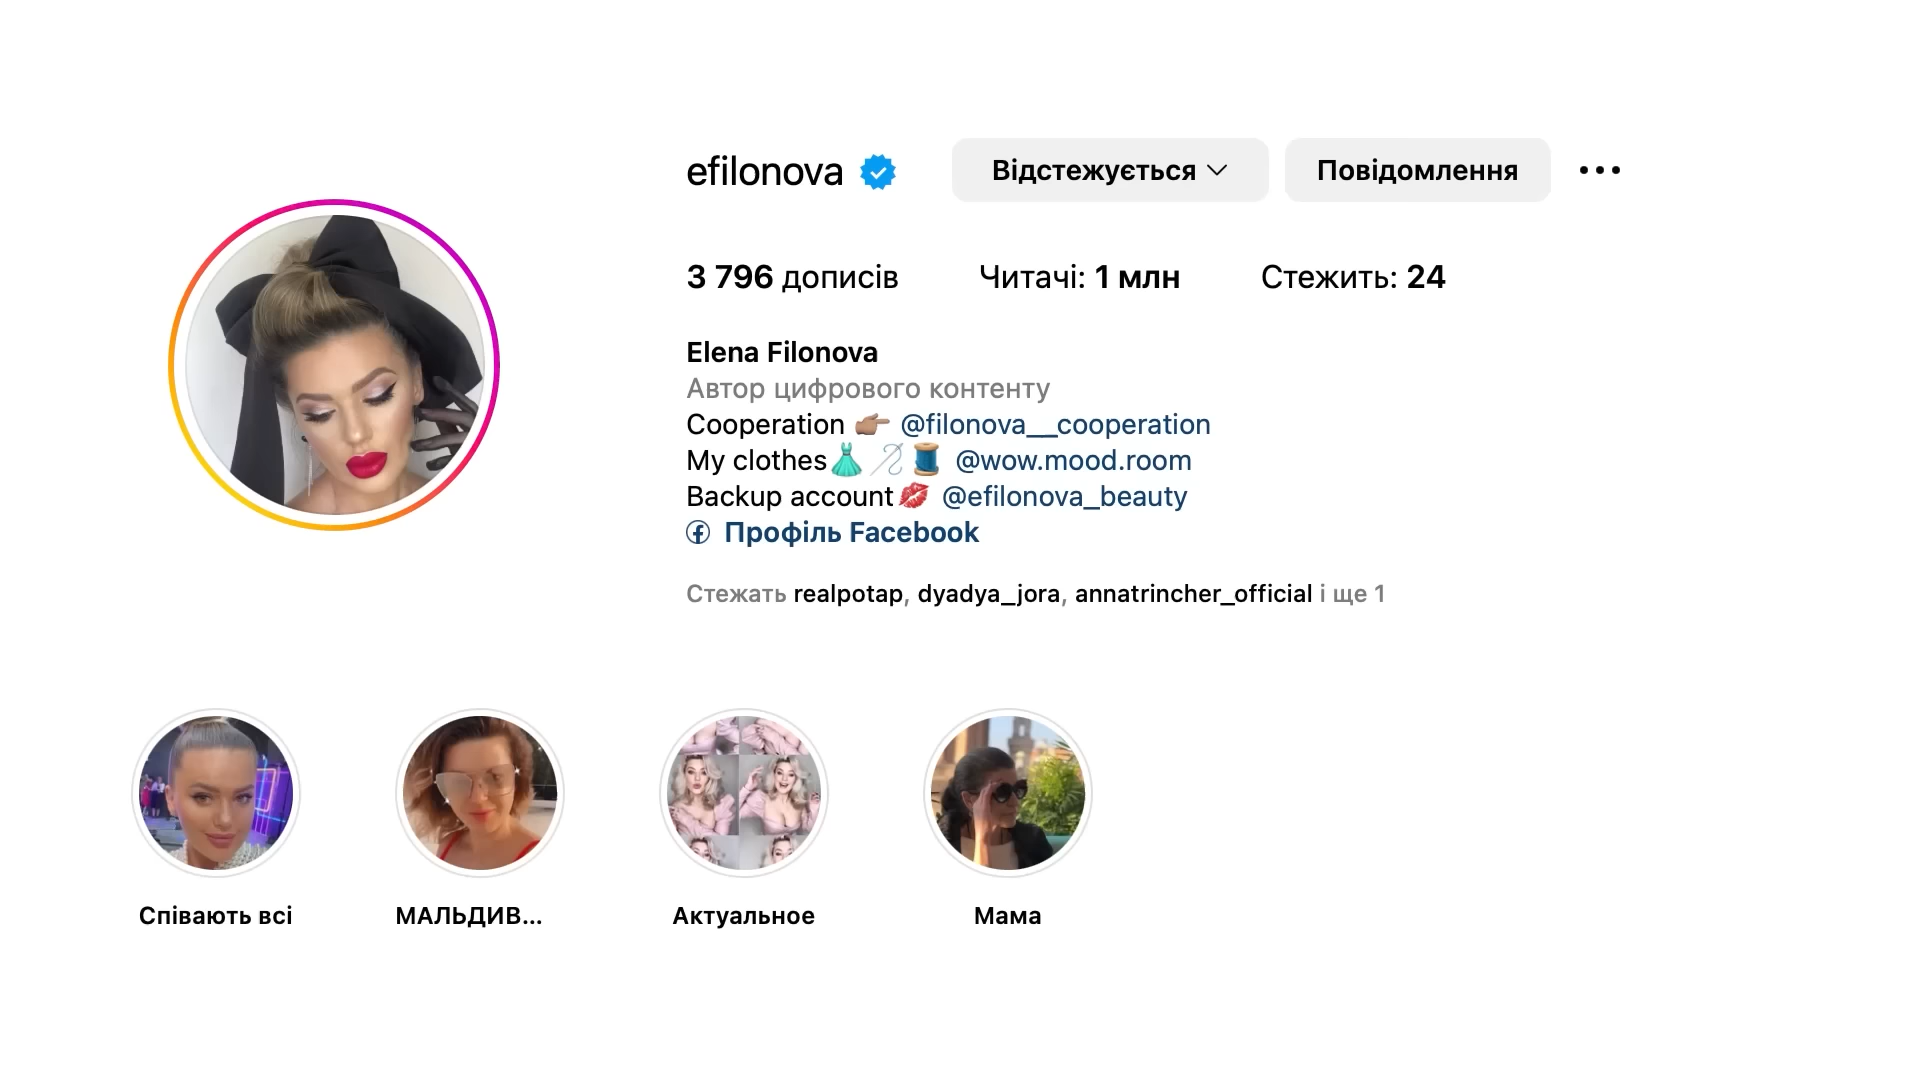 efilonova Відстежується Повідомлення
3 796 дописів Читачі: 1 млн Стежить: 24
Elena Filonova
Автор цифрового контенту
Cooperation 👉🏽 @filonova__cooperation
My clothes👗🪡🧵 @wow.mood.room
Backup account💋 @efilonova_beauty
Профіль Facebook
Стежать realpotap, dyadya_jora, annatrincher_official і ще 1
Співають всі МАЛЬДИВ... Актуальное Мама